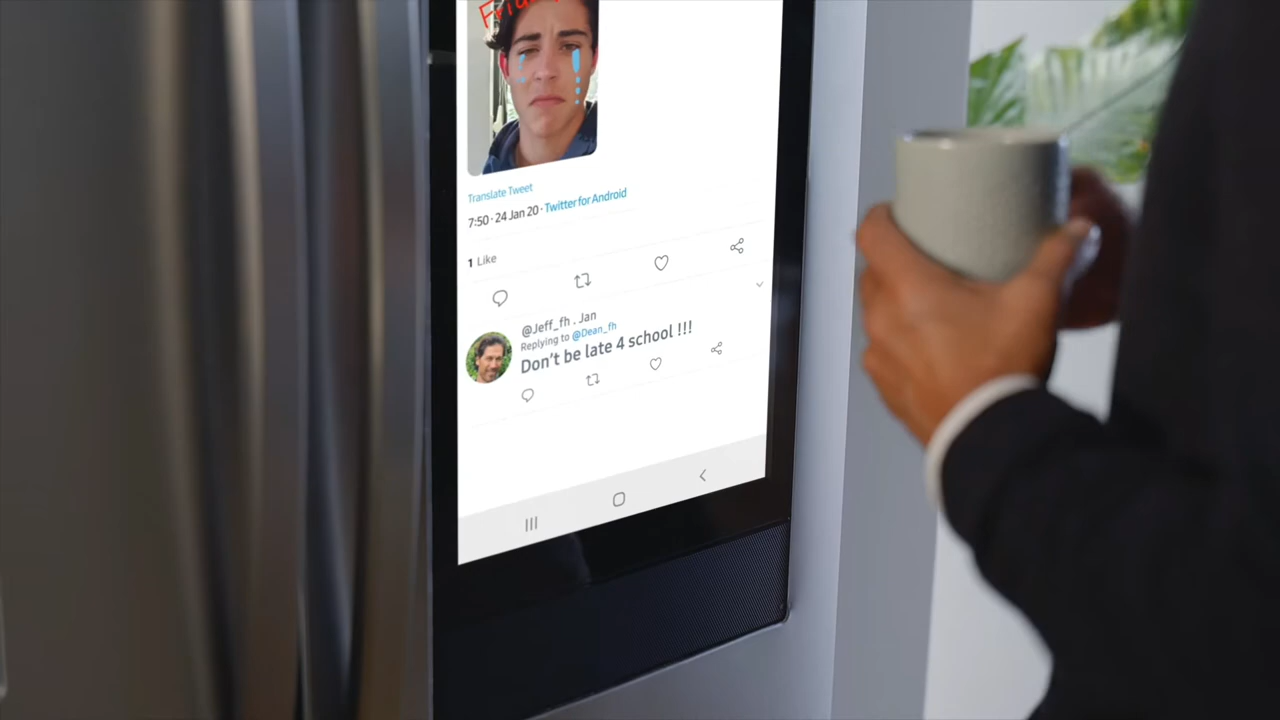 Translate Tweet
7:50 · 24 Jan 20 · Twitter for Android
1 Like
@Jeff_fh . Jan
Replying to @Dean_fh
Don't be late 4 school !!!